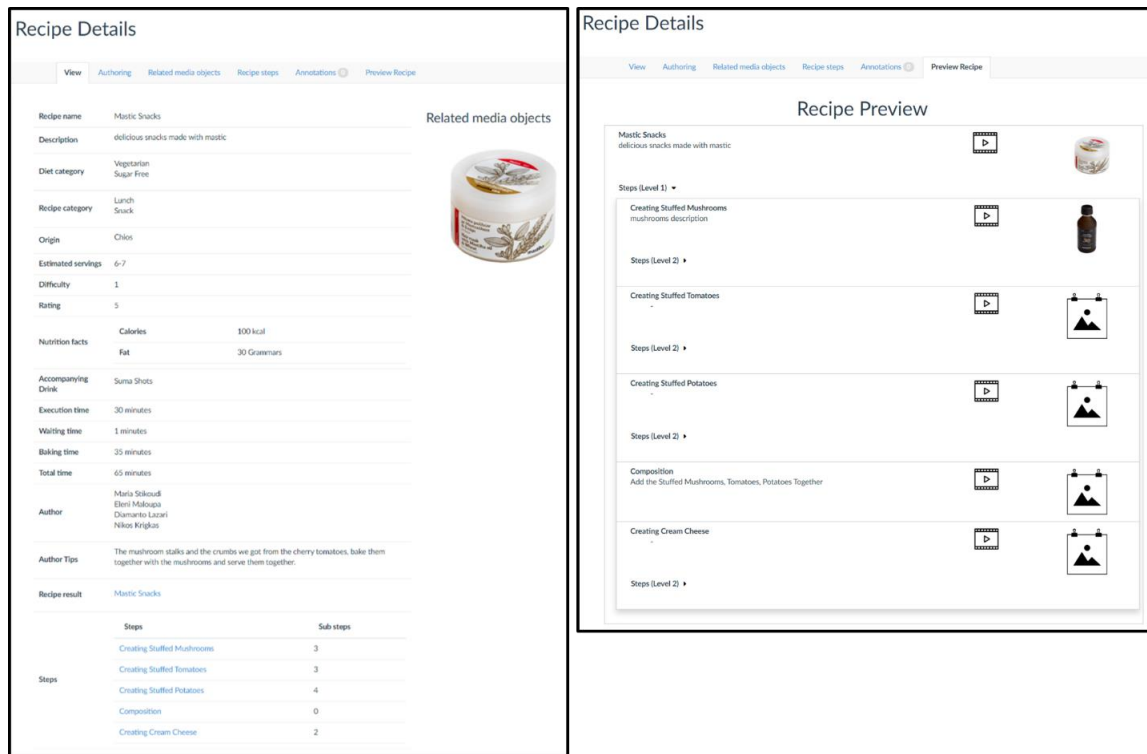 Recipe Details
View Authoring Related media objects Recipe steps Annotations 0 Preview Recipe
Recipe name Mastic Snacks
Related media objects
Description delicious snacks made with mastic
Diet category Vegetarian
Sugar Free
Recipe category Lunch
Snack
Origin Chios
Estimated servings 6-7
Difficulty 1
Rating 5
Nutrition facts
Calories 100 kcal
Fat 30 Grammars
Accompanying Drink Suma Shots
Execution time 30 minutes
Waiting time 1 minutes
Baking time 35 minutes
Total time 65 minutes
Author
Maria Stikoudi
Eleni Maloupa
Diamanto Lazari
Nikos Krigkas
Author Tips
The mushroom stalks and the crumbs we got from the cherry tomatoes, bake them
together with the mushrooms and serve them together.
Recipe result Mastic Snacks
Steps
Steps Sub steps
Creating Stuffed Mushrooms 3
Creating Stuffed Tomatoes 3
Creating Stuffed Potatoes 4
Composition 0
Creating Cream Cheese 2
Recipe Details
View Authoring Related media objects Recipe steps Annotations 0 Preview Recipe
Recipe Preview
Mastic Snacks
delicious snacks made with mastic
Steps (Level 1)
Creating Stuffed Mushrooms
mushrooms description
Steps (Level 2)
Creating Stuffed Tomatoes
-
Steps (Level 2)
Creating Stuffed Potatoes
-
Steps (Level 2)
Composition
Add the Stuffed Mushrooms, Tomatoes, Potatoes Together
Creating Cream Cheese
-
Steps (Level 2)